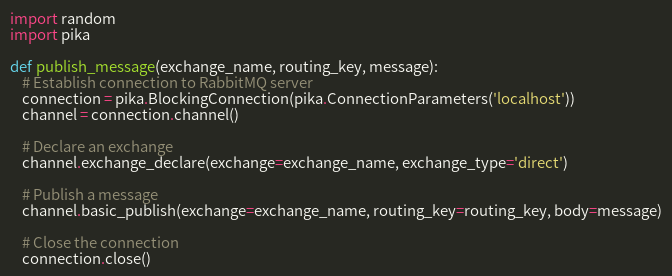 import random
import pika

def publish_message(exchange_name, routing_key, message):
    # Establish connection to RabbitMQ server
    connection = pika.BlockingConnection(pika.ConnectionParameters('localhost'))
    channel = connection.channel()

    # Declare an exchange
    channel.exchange_declare(exchange=exchange_name, exchange_type='direct')

    # Publish a message
    channel.basic_publish(exchange=exchange_name, routing_key=routing_key, body=message)

    # Close the connection
    connection.close()